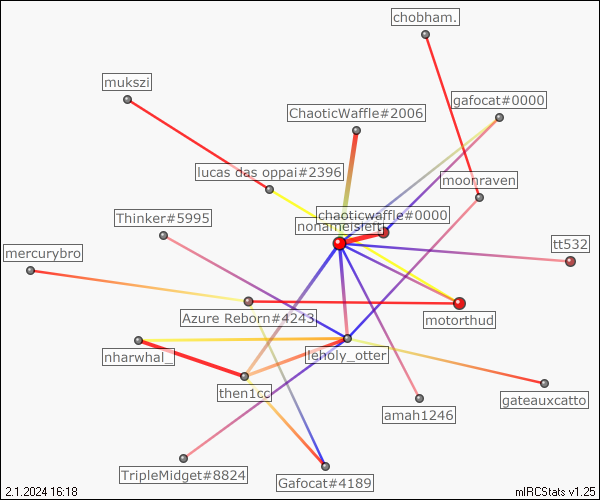 chobham.
mukszi
gafocat#0000
ChaoticWaffle#2006
lucas das oppai#2396
moonraven
chaoticwaffle#0000
Thinker#5995
nonameisleft
tt532
mercurybro
Azure Reborn#4243
motorthud
nharwhal_
leholy_otter
then1cc
gateauxcatto
amah1246
TripleMidget#8824
Gafocat#4189
2.1.2024 16:18
mIRCStats v1.25